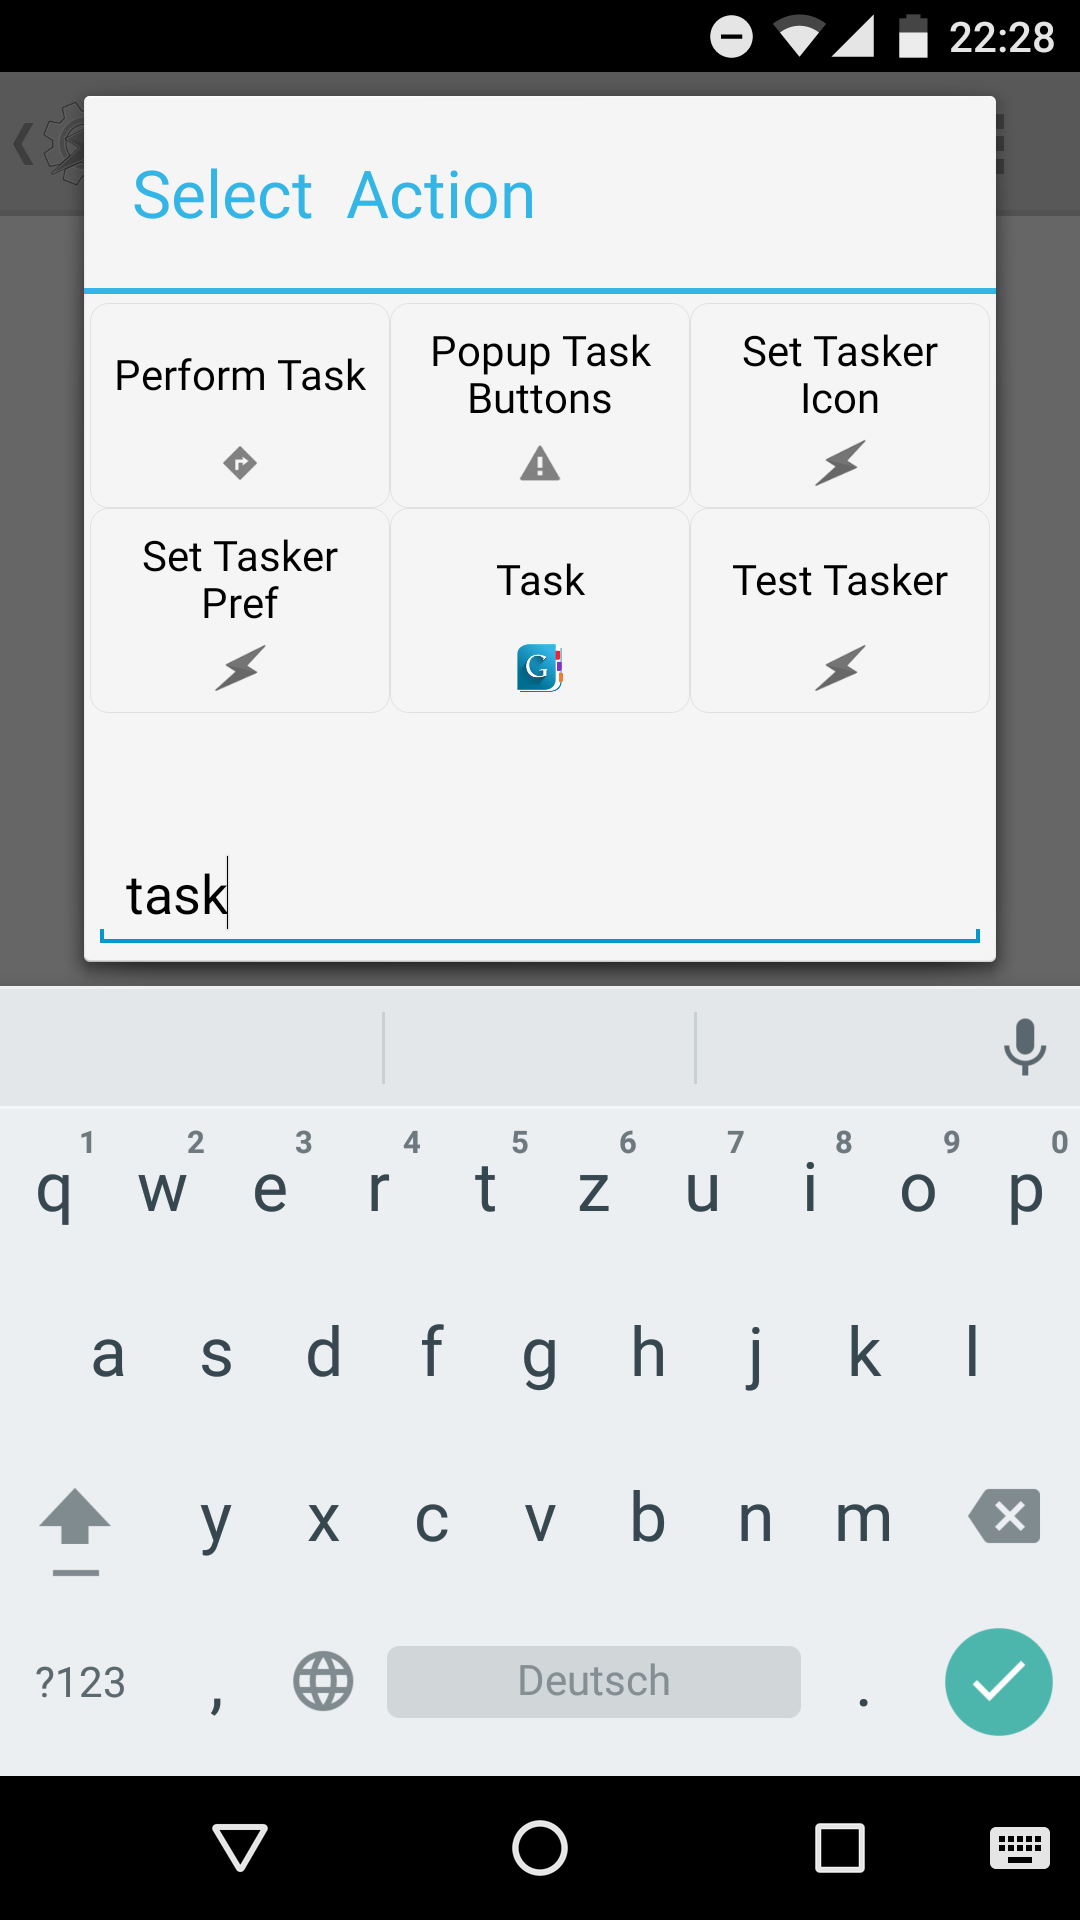 22:28
Select Action
Perform Task
Popup Task
Buttons
Set Tasker
Icon
Set Tasker
Pref
Task
G
Test Tasker
task
1 2 3 4 5 6 7 8 9 0
q w e r t z u i o p
a s d f g h j k l
y x c v b n m
?123 , Deutsch .